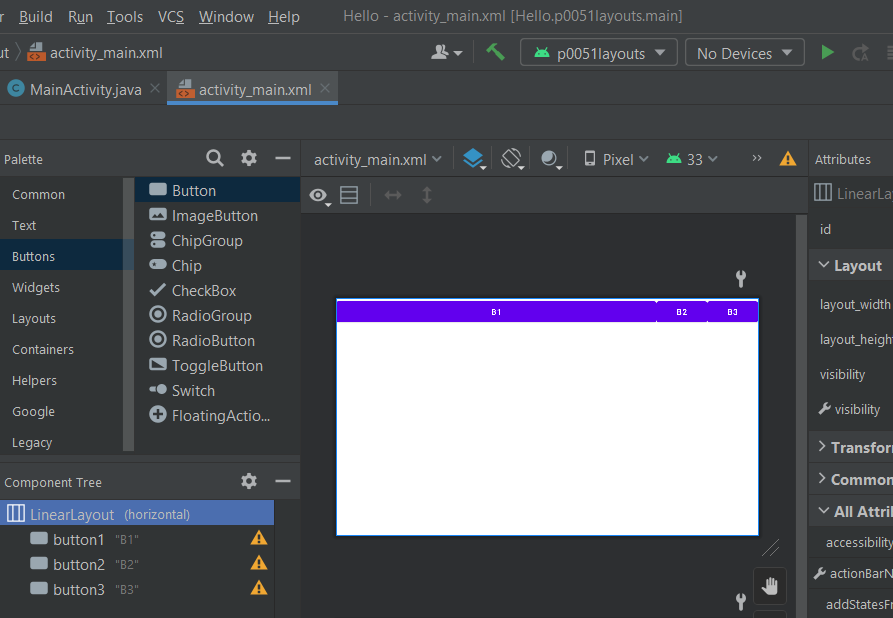 r Build Run Tools VCS Window Help Hello - activity_main.xml [Hello.p0051layouts.main]
ut activity_main.xml p0051layouts No Devices
C MainActivity.java activity_main.xml
Palette activity_main.xml Pixel 33 Attributes
Common Button LinearLa
Text ImageButton id
Buttons ChipGroup Layout
Widgets Chip layout_width
Layouts CheckBox layout_heigh
Containers RadioGroup visibility
Helpers RadioButton visibility
Google ToggleButton
Legacy Switch
FloatingActio...
B1 B2 B3
Transfor
Common
All Attri
accessibility
actionBarN
addStatesFr
Component Tree
LinearLayout (horizontal)
button1 "B1"
button2 "B2"
button3 "B3"